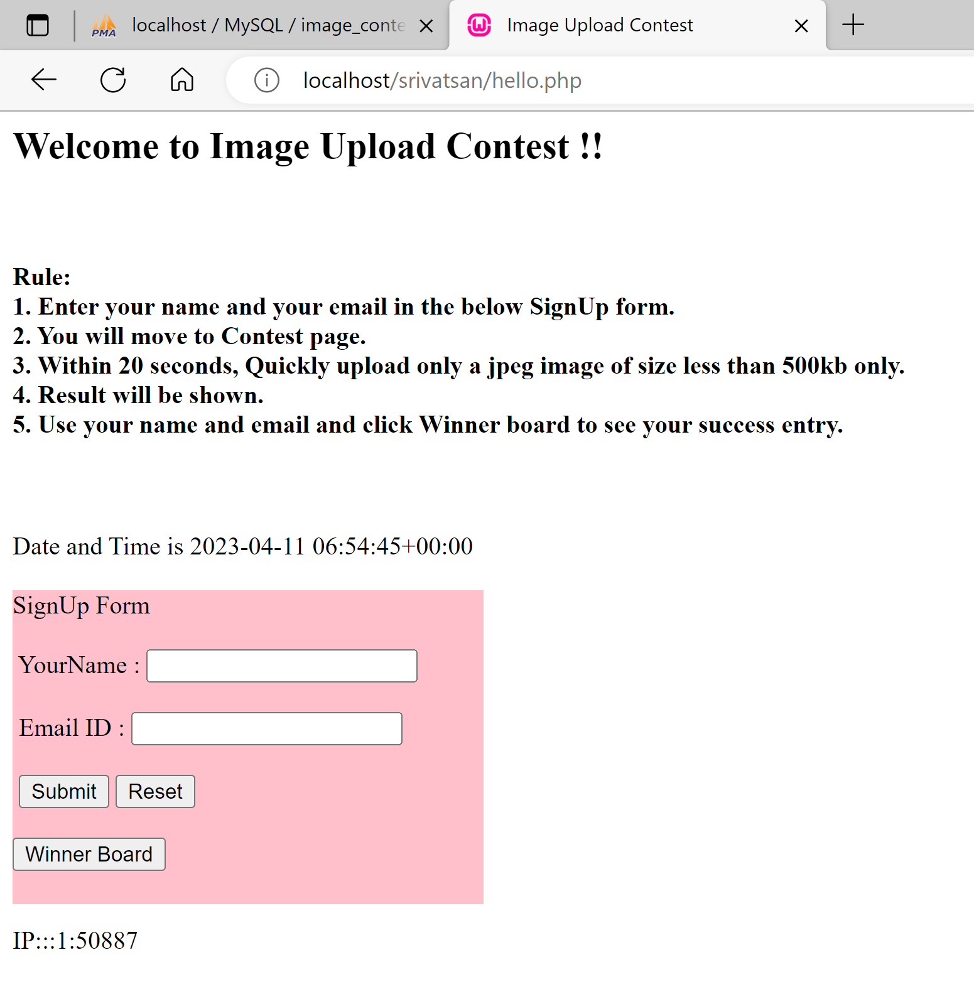 localhost / MySQL / image_conte
Image Upload Contest
localhost/srivatsan/hello.php
Welcome to Image Upload Contest !!
Rule:
1. Enter your name and your email in the below SignUp form.
2. You will move to Contest page.
3. Within 20 seconds, Quickly upload only a jpeg image of size less than 500kb only.
4. Result will be shown.
5. Use your name and email and click Winner board to see your success entry.
Date and Time is 2023-04-11 06:54:45+00:00
SignUp Form
YourName :
Email ID :
Submit Reset
Winner Board
IP:::1:50887